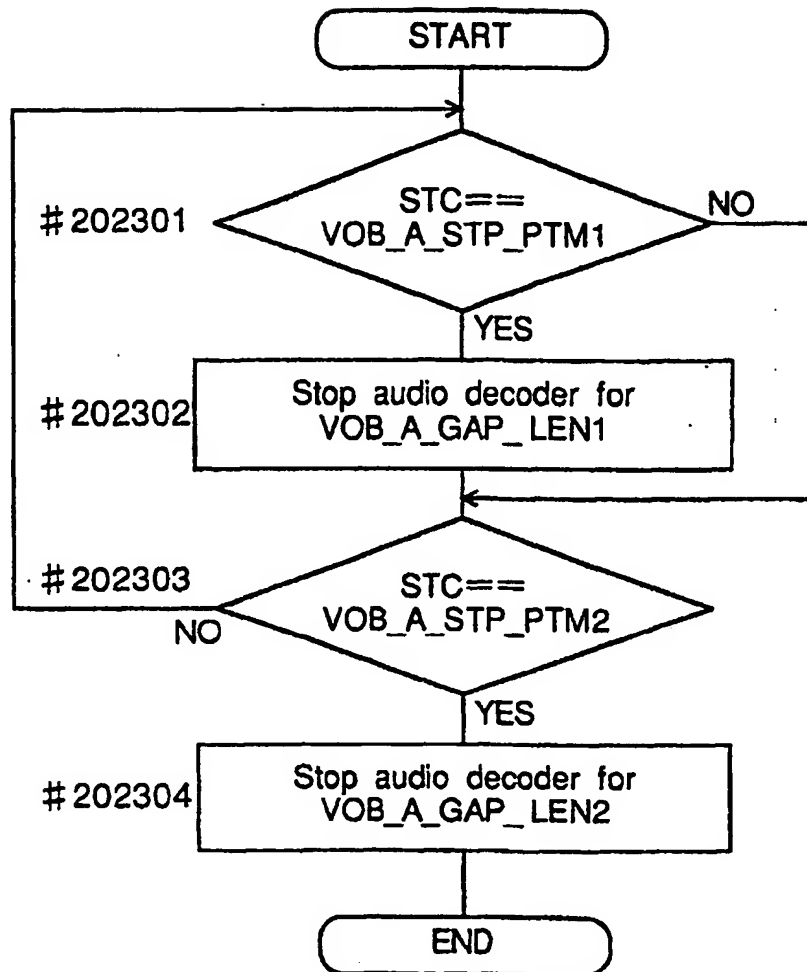 START
#202301
STC==
VOB_A_STP_PTM1
NO
YES
#202302
Stop audio decoder for
VOB_A_GAP_LEN1
#202303
STC==
VOB_A_STP_PTM2
NO
YES
#202304
Stop audio decoder for
VOB_A_GAP_LEN2
END